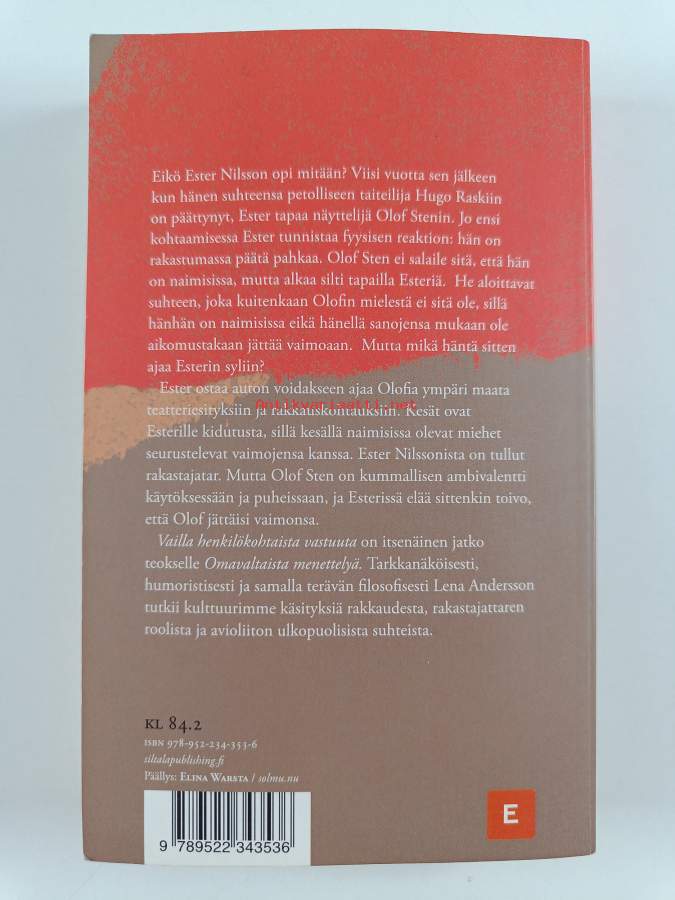 Eikö Ester Nilsson opi mitään? Viisi vuotta sen jälkeen
kun hänen suhteensa petolliseen taiteilija Hugo Raskiin
on päättynyt, Ester tapaa näyttelijä Olof Stenin. Jo ensi
kohtaamisessa Ester tunnistaa fyysisen reaktion: hän on
rakastumassa päätä pahkaa. Olof Sten ei salaile sitä, että hän
on naimisissa, mutta alkaa silti tapailla Esteriä. He aloittavat
suhteen, joka kuitenkaan Olofin mielestä ei sitä ole, sillä
hänhän on naimisissa eikä hänellä sanojensa mukaan ole
aikomustakaan jättää vaimoaan. Mutta mikä häntä sitten
ajaa Esterin syliin?
Ester ostaa auton voidakseen ajaa Olofia ympäri maata
Antikvariaatti.net
teatteriesityksiin ja rakkauskohtauksiin. Kesät ovat
Esterille kidutusta, sillä kesällä naimisissa olevat miehet
seurustelevat vaimojensa kanssa. Ester Nilssonista on tullut
rakastajatar. Mutta Olof Sten on kummallisen ambivalentti
käytöksessään ja puheissaan, ja Esterissä elää sittenkin toivo,
että Olof jättäisi vaimonsa.
Vailla henkilökohtaista vastuuta on itsenäinen jatko
teokselle Omavaltaista menettelyä. Tarkkanäköisesti,
humoristisesti ja samalla terävän filosofisesti Lena Andersson
tutkii kulttuurimme käsityksiä rakkaudesta, rakastajattaren
roolista ja avioliiton ulkopuolisista suhteista.
KL 84.2
ISBN 978-952-234-353-6
siltalapublishing.fi
Päällys: Elina Warsta / solmu.nu
E
9 789522 343536